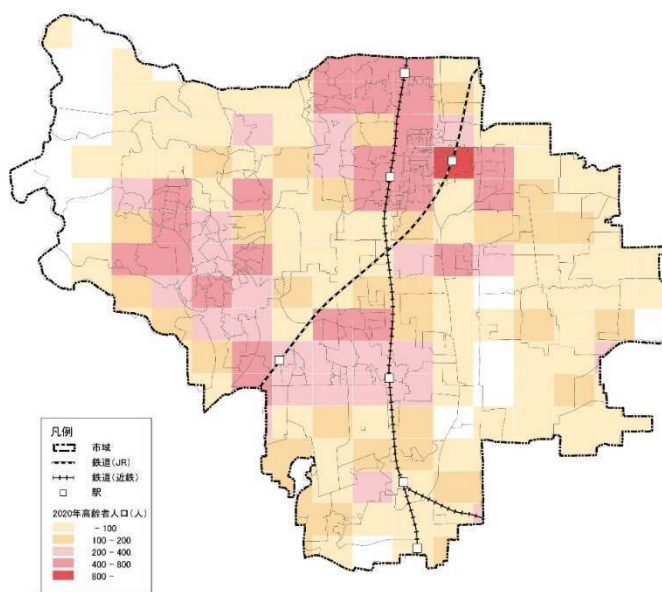 凡例
市域
鉄道(JR)
鉄道(近鉄)
駅
2020年高齢者人口(人)
- 100
100 - 200
200 - 400
400 - 800
800 -